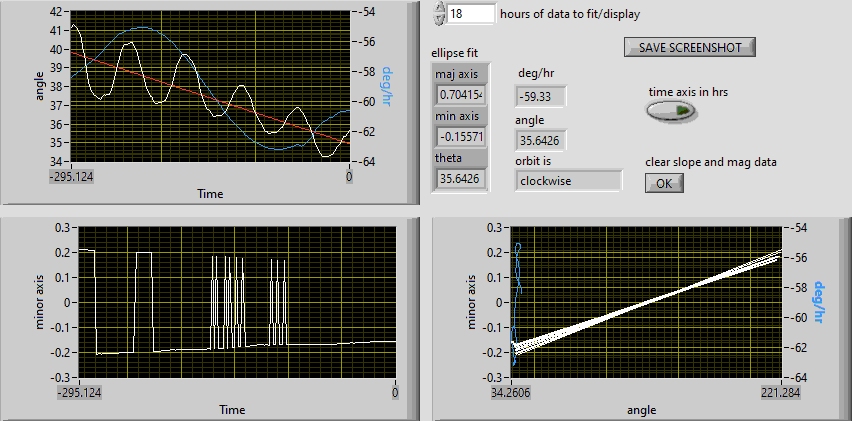 42
41
40
39
38
37
36
35
34
angle
-54
-56
-58
-60
-62
-64
deg/hr
-295.124
0
Time
18
hours of data to fit/display
SAVE SCREENSHOT
ellipse fit
maj axis
0.704154
min axis
-0.15571
theta
35.6426
deg/hr
-59.33
angle
35.6426
orbit is
clockwise
time axis in hrs
clear slope and mag data
OK
0.3
0.2
0.1
0
-0.1
-0.2
-0.3
minor axis
-295.124
0
Time
0.3
0.2
0.1
0
-0.1
-0.2
-0.3
minor axis
-54
-56
-58
-60
-62
-64
deg/hr
34.2606
221.284
angle